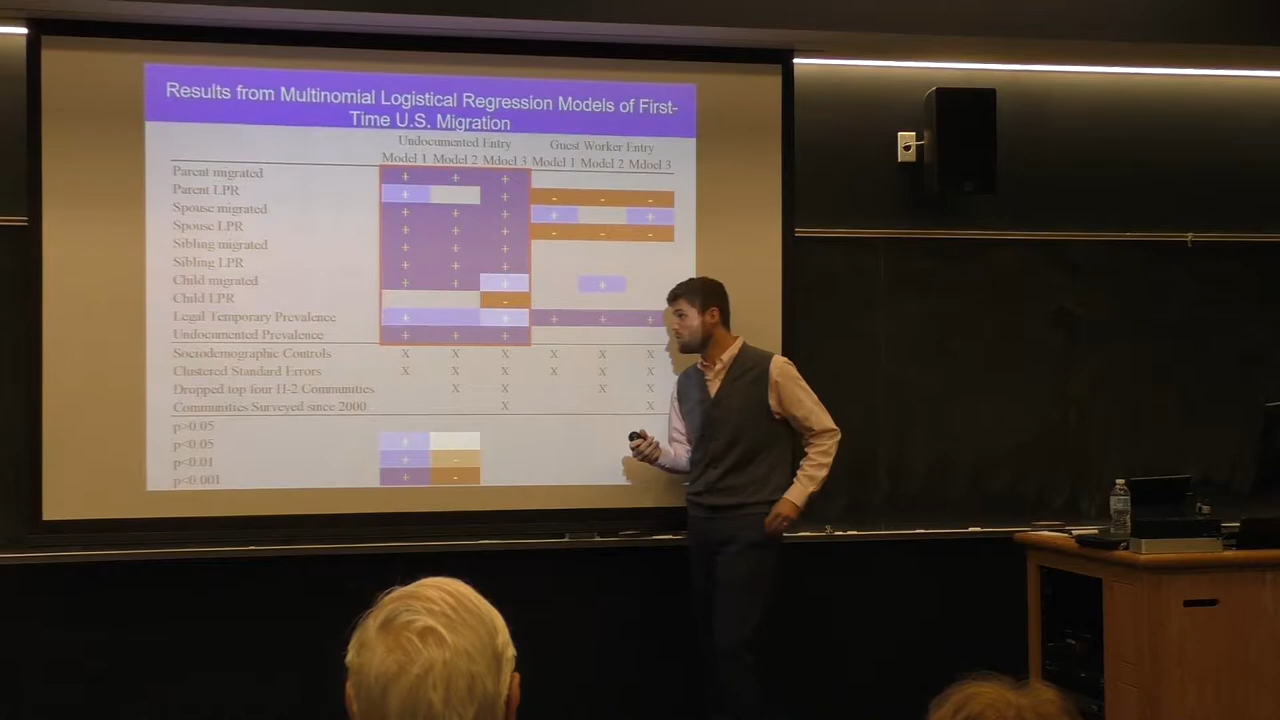 Results from Multinomial Logistical Regression Models of First-
Time U.S. Migration
Undocumented Entry Guest Worker Entry
Model 1 Model 2 Mdoel 3 Model 1 Model 2 Mdoel 3
Parent migrated + + +
Parent LPR + + - - -
Spouse migrated + + + + +
Spouse LPR + + + - - -
Sibling migrated + + +
Sibling LPR + + +
Child migrated + + + +
Child LPR -
Legal Temporary Prevalence + + + + +
Undocumented Prevalence + + +
Sociodemographic Controls X X X X X X
Clustered Standard Errors X X X X X X
Dropped top four H-2 Communities X X X X
Communities Surveyed since 2000 X X
p>0.05
p<0.05 +
p<0.01 + -
p<0.001 + -